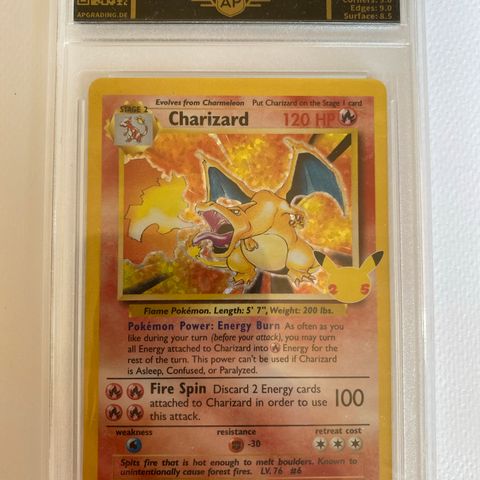 APGRADING.DE
AP
Corners: 9.0
Edges: 9.0
Surface: 8.5
Evolves from Charmeleon Put Charizard on the Stage 1 card
STAGE 2
Charizard 120 HP
25
Flame Pokémon. Length: 5' 7", Weight: 200 lbs.
Pokémon Power: Energy Burn As often as you
like during your turn (before your attack), you may turn
all Energy attached to Charizard into Energy for the
rest of the turn. This power can't be used if Charizard
is Asleep, Confused, or Paralyzed.
Fire Spin Discard 2 Energy cards
attached to Charizard in order to use
this attack.
100
weakness resistance retreat cost
-30
Spits fire that is hot enough to melt boulders. Known to
unintentionally cause forest fires. LV. 76 #6